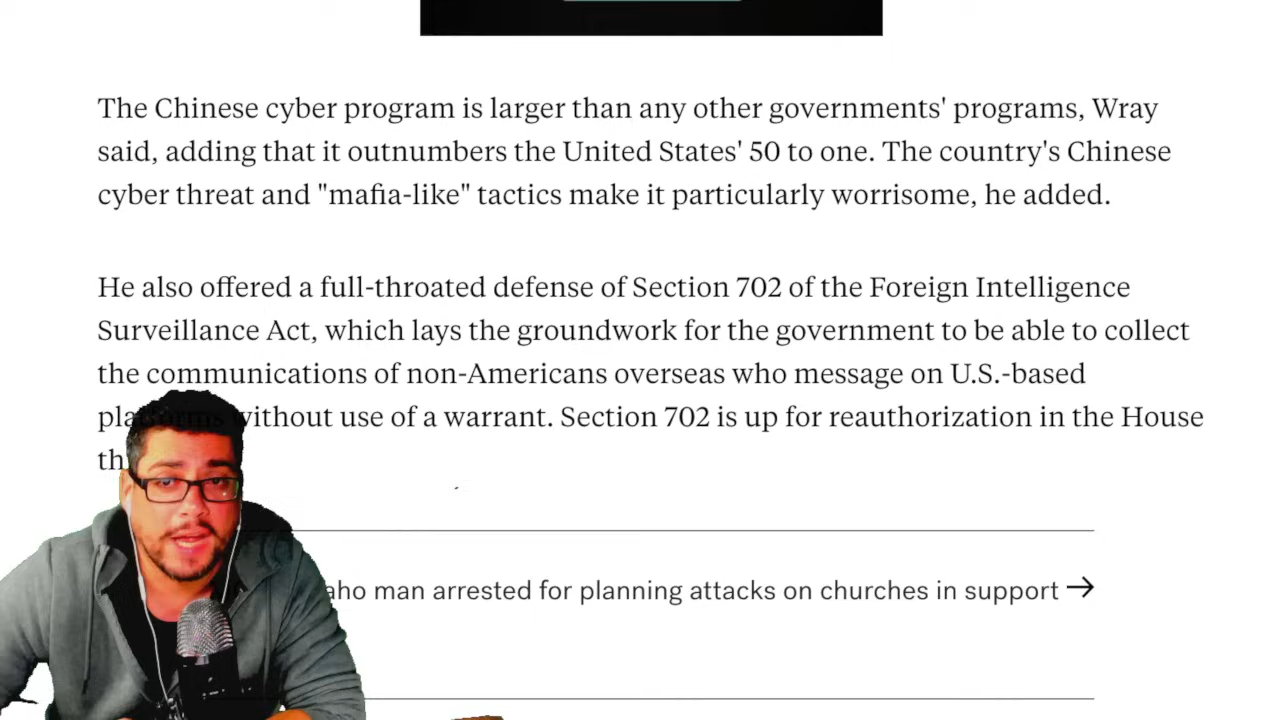 The Chinese cyber program is larger than any other governments' programs, Wray
said, adding that it outnumbers the United States' 50 to one. The country's Chinese
cyber threat and "mafia-like" tactics make it particularly worrisome, he added.
He also offered a full-throated defense of Section 702 of the Foreign Intelligence
Surveillance Act, which lays the groundwork for the government to be able to collect
the communications of non-Americans overseas who message on U.S.-based
platforms without use of a warrant. Section 702 is up for reauthorization in the House
man arrested for planning attacks on churches in support →